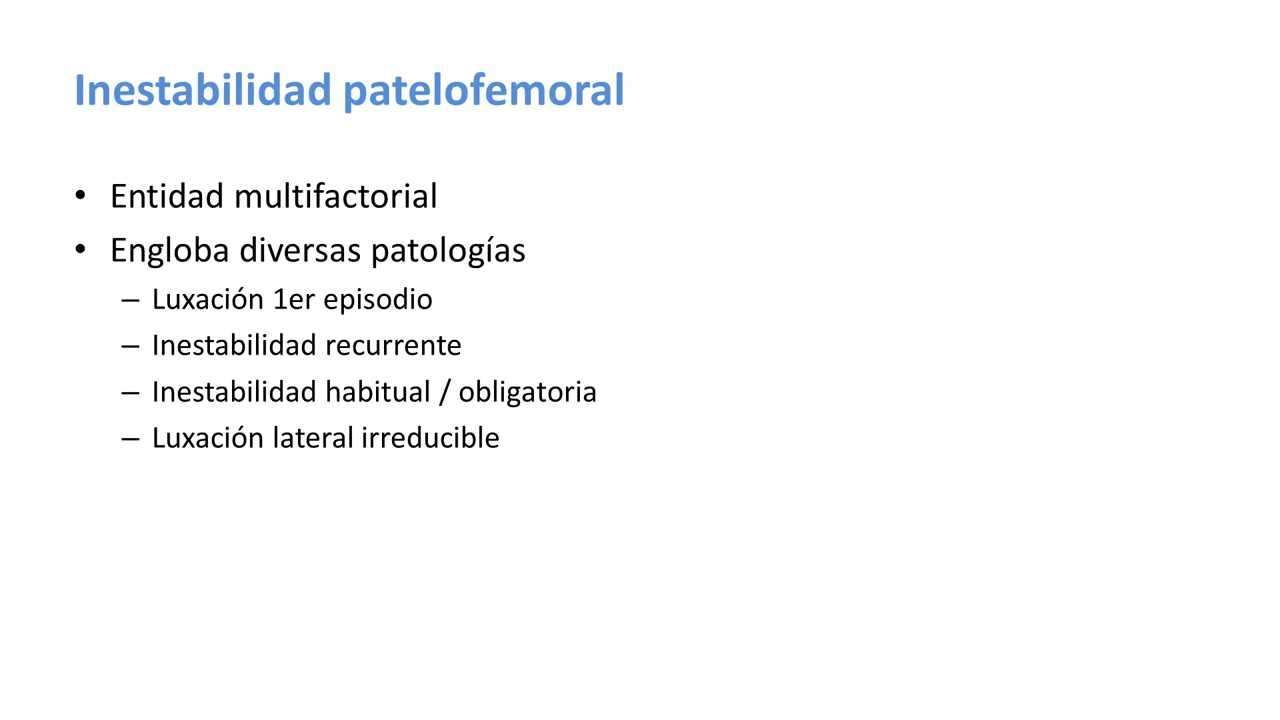 Inestabilidad patelofemoral
• Entidad multifactorial
• Engloba diversas patologías
– Luxación 1er episodio
– Inestabilidad recurrente
– Inestabilidad habitual / obligatoria
– Luxación lateral irreducible